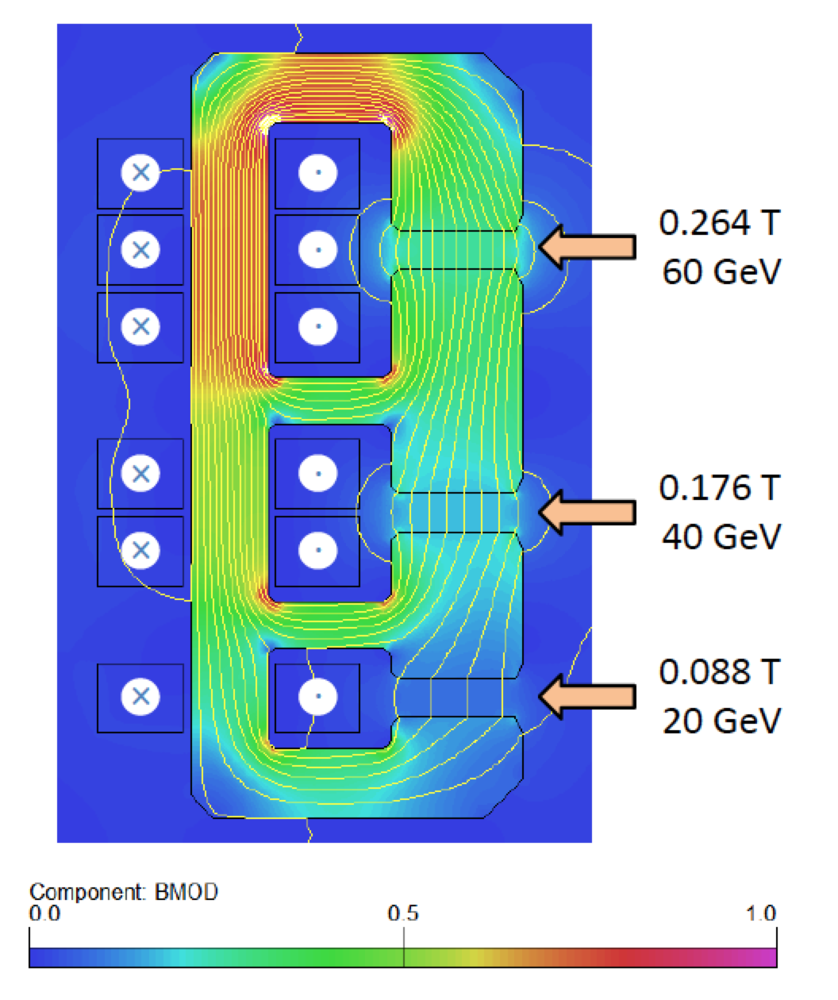 0.264 T
60 GeV
0.176 T
40 GeV
0.088 T
20 GeV
Component: BMOD
0.0 0.5 1.0